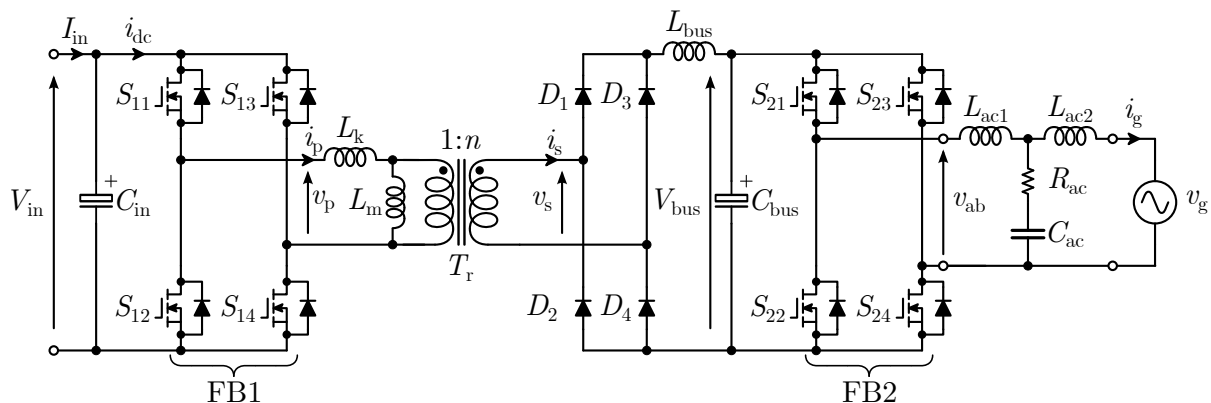 I_in
i_dc
L_bus
S_11
S_13
D_1
D_3
S_21
S_23
L_ac1
L_ac2
i_g
i_p
L_k
1:n
i_s
V_in
+
C_in
v_p
L_m
v_s
V_bus
+
C_bus
v_ab
R_ac
C_ac
v_g
T_r
S_12
S_14
D_2
D_4
S_22
S_24
FB1
FB2